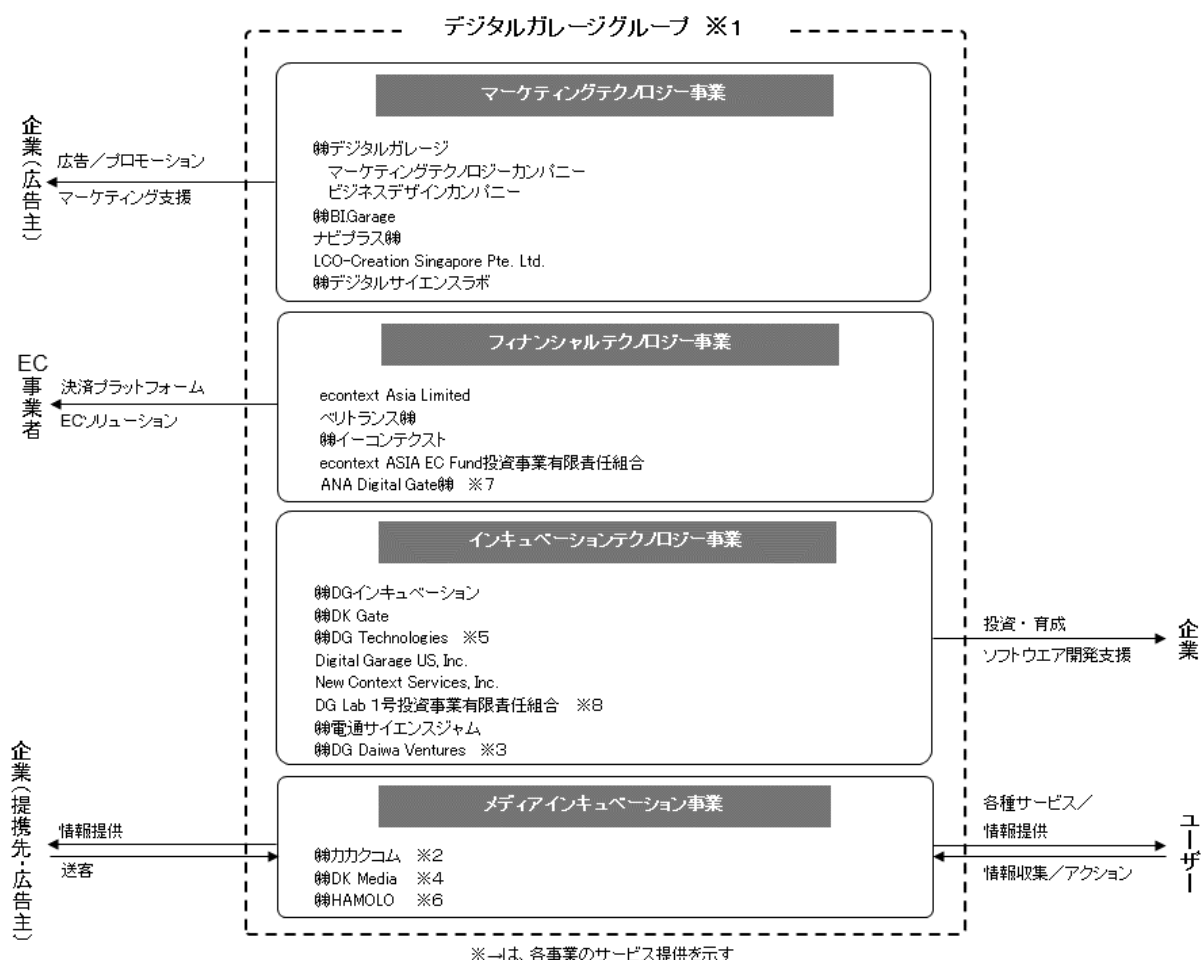 デジタルガレージグループ ※1
マーケティングテクノロジー事業
㈱デジタルガレージ
マーケティングテクノロジーカンパニー
ビジネスデザインカンパニー
㈱BI.Garage
ナビプラス㈱
LCO-Creation Singapore Pte. Ltd.
㈱デジタルサイエンスラボ
企業(広告主)
広告/プロモーション
マーケティング支援
フィナンシャルテクノロジー事業
econtext Asia Limited
ベリトランス㈱
㈱イーコンテクスト
econtext ASIA EC Fund投資事業有限責任組合
ANA Digital Gate㈱ ※7
EC事業者
決済プラットフォーム
ECソリューション
インキュベーションテクノロジー事業
㈱DGインキュベーション
㈱DK Gate
㈱DG Technologies ※5
Digital Garage US, Inc.
New Context Services, Inc.
DG Lab 1号投資事業有限責任組合 ※8
㈱電通サイエンスジャム
㈱DG Daiwa Ventures ※3
投資・育成
ソフトウエア開発支援
企業
メディアインキュベーション事業
㈱カカクコム ※2
㈱DK Media ※4
㈱HAMOLO ※6
企業(提携先・広告主)
情報提供
送客
各種サービス/
情報提供
情報収集/アクション
ユーザー
※→は、各事業のサービス提供を示す